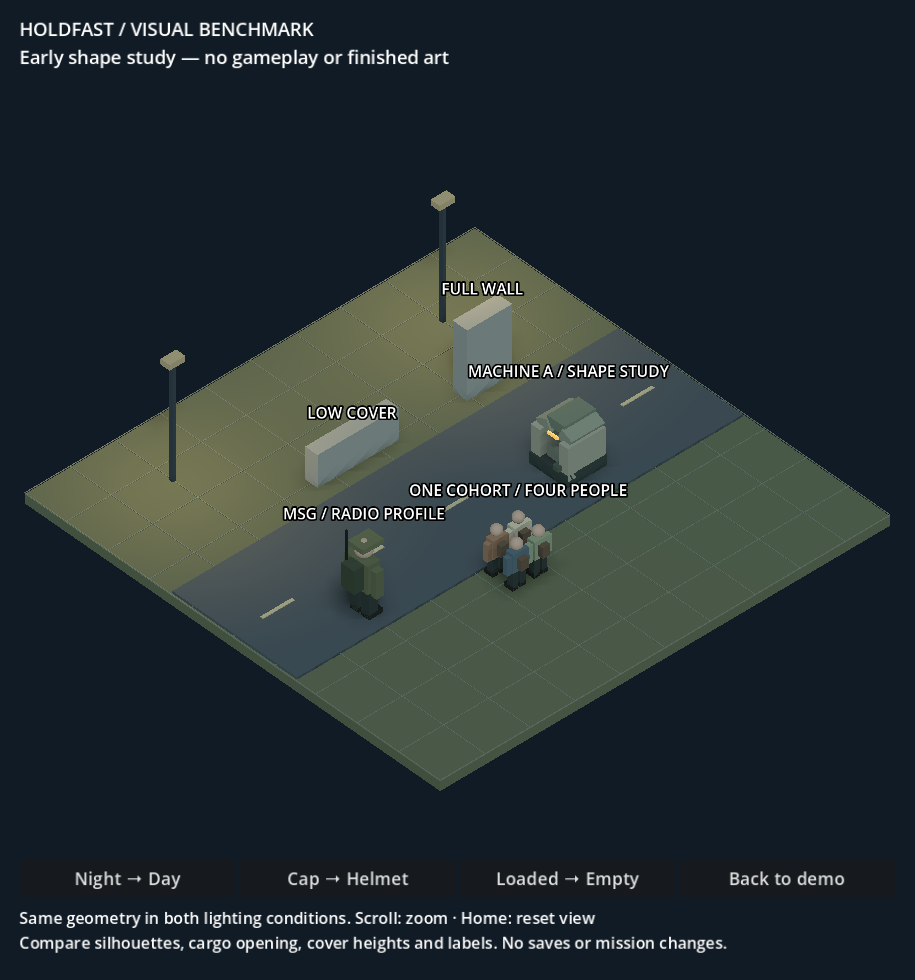 HOLDFAST / VISUAL BENCHMARK
Early shape study — no gameplay or finished art
FULL WALL
MACHINE A / SHAPE STUDY
LOW COVER
ONE COHORT / FOUR PEOPLE
MSG / RADIO PROFILE
Night → Day
Cap → Helmet
Loaded → Empty
Back to demo
Same geometry in both lighting conditions. Scroll: zoom · Home: reset view
Compare silhouettes, cargo opening, cover heights and labels. No saves or mission changes.